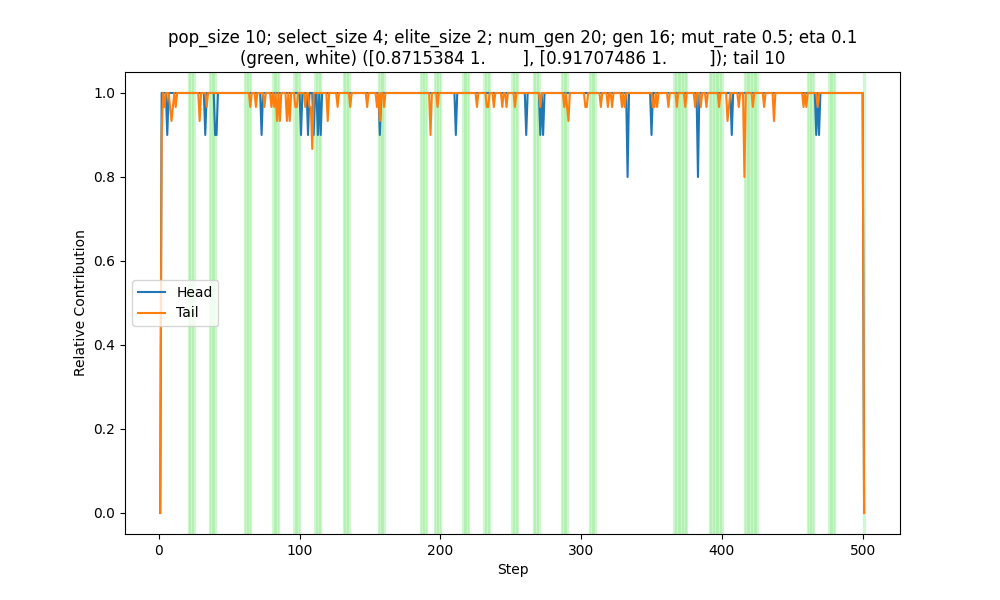 pop_size 10; select_size 4; elite_size 2; num_gen 20; gen 16; mut_rate 0.5; eta 0.1
(green, white) ([0.8715384 1.        ], [0.91707486 1.         ]); tail 10
1.0
0.8
0.6
0.4
0.2
0.0
Relative Contribution
Head
Tail
0
100
200
300
400
500
Step